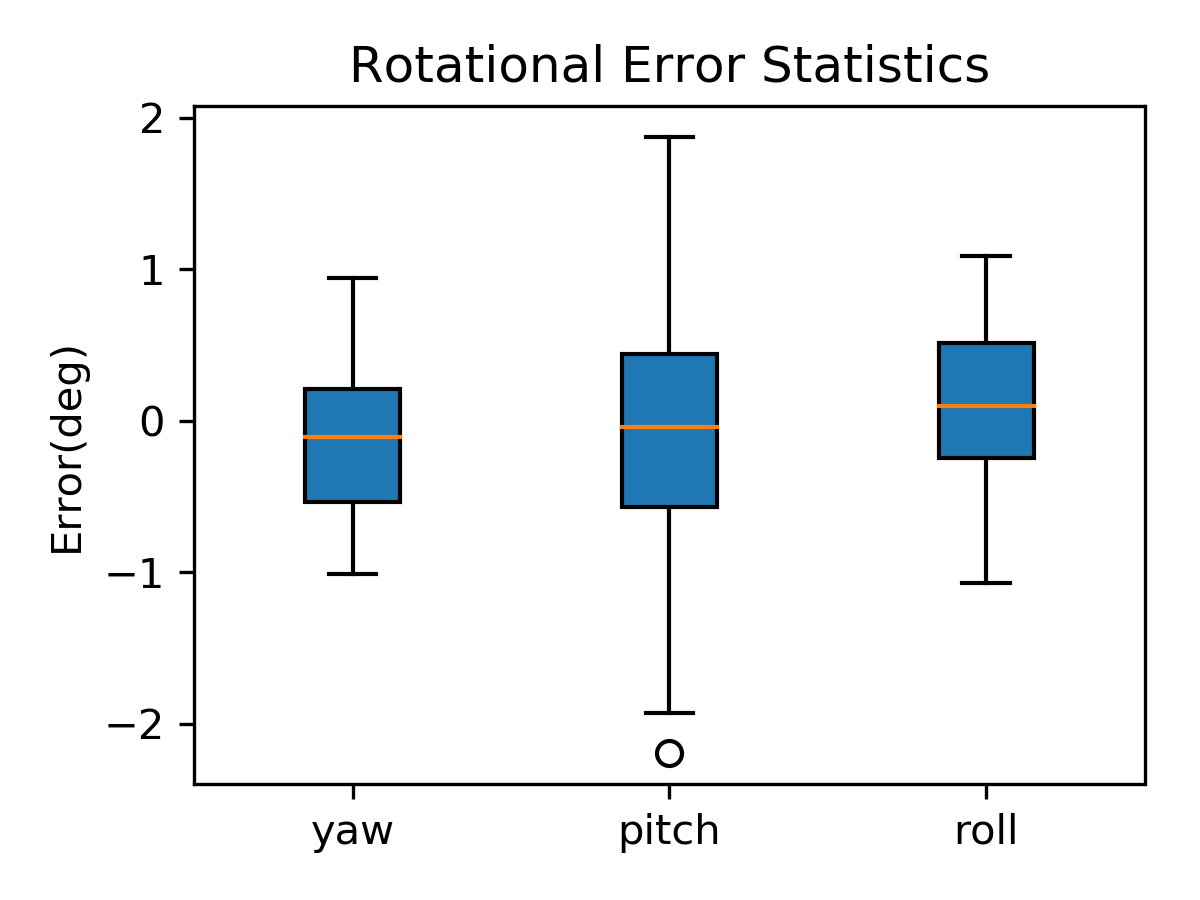 Rotational Error Statistics
2
1
0
−1
−2
Error(deg)
yaw pitch roll